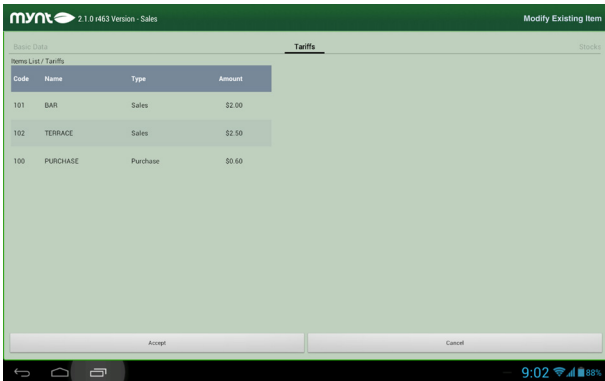 mynt 2.1.0 r463 Version - Sales Modify Existing Item
Basic Data Tariffs Stocks
Items List / Tariffs
Code Name Type Amount
101 BAR Sales $2.00
102 TERRACE Sales $2.50
100 PURCHASE Purchase $0.60
Accept Cancel
9:02 88%